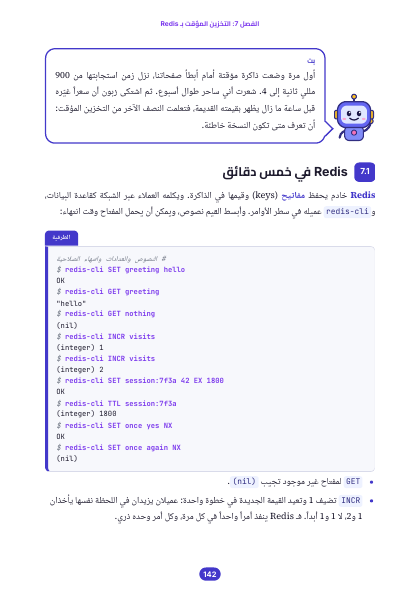 الفصل 7: التخزين المؤقت بـ Redis
بت
أول مرة وضعت ذاكرة مؤقتة أمام أبطأ صفحاتنا، نزل زمن استجابتها من 900
مللي ثانية إلى 4. شعرت أني ساحر طوال أسبوع. ثم اشتكى زبون أن سعراً غيّره
قبل ساعة ما زال يظهر بقيمته القديمة، فتعلمت النصف الآخر من التخزين المؤقت:
أن تعرف متى تكون النسخة خاطئة.
7.1 Redis في خمس دقائق
Redis خادم يحفظ مفاتيح (keys) وقيمها في الذاكرة. ويكلمه العملاء عبر الشبكة كقاعدة البيانات،
و redis-cli عميله في سطر الأوامر. وأبسط القيم نصوص، ويمكن أن يحمل المفتاح وقت انتهاء:
الطرفية
# النصوص والعدادات وانتهاء الصلاحية
$ redis-cli SET greeting hello
OK
$ redis-cli GET greeting
"hello"
$ redis-cli GET nothing
(nil)
$ redis-cli INCR visits
(integer) 1
$ redis-cli INCR visits
(integer) 2
$ redis-cli SET session:7f3a 42 EX 1800
OK
$ redis-cli TTL session:7f3a
(integer) 1800
$ redis-cli SET once yes NX
OK
$ redis-cli SET once again NX
(nil)
• GET لمفتاح غير موجود تجيب (nil).
• INCR تضيف 1 وتعيد القيمة الجديدة في خطوة واحدة: عميلان يزيدان في اللحظة نفسها يأخذان
1 و2، لا 1 و1 أبداً. فـ Redis ينفذ أمراً واحداً في كل مرة، وكل أمر وحده ذري.
142